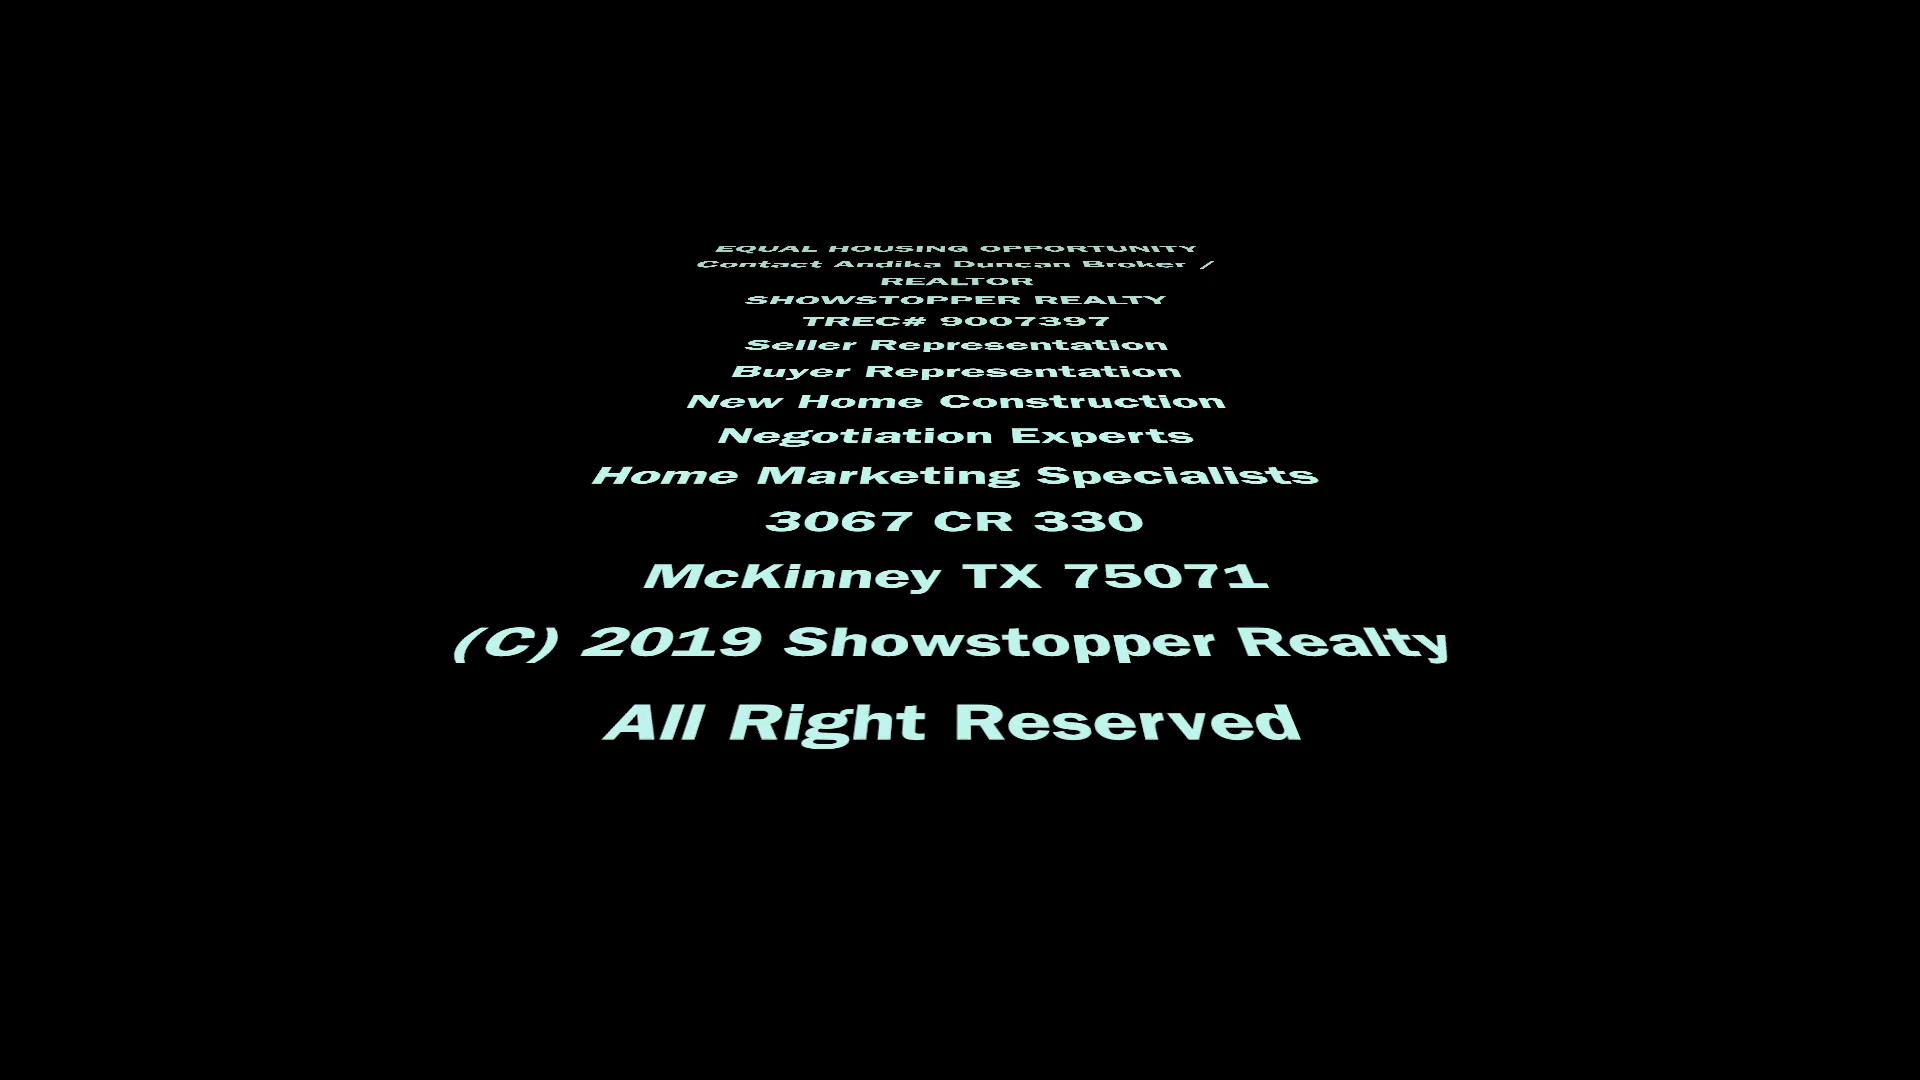 EQUAL HOUSING OPPORTUNITY
Contact Andika Duncan Broker /
REALTOR
SHOWSTOPPER REALTY
TREC# 9007397
Seller Representation
Buyer Representation
New Home Construction
Negotiation Experts
Home Marketing Specialists
3067 CR 330
McKinney TX 75071
(C) 2019 Showstopper Realty
All Right Reserved